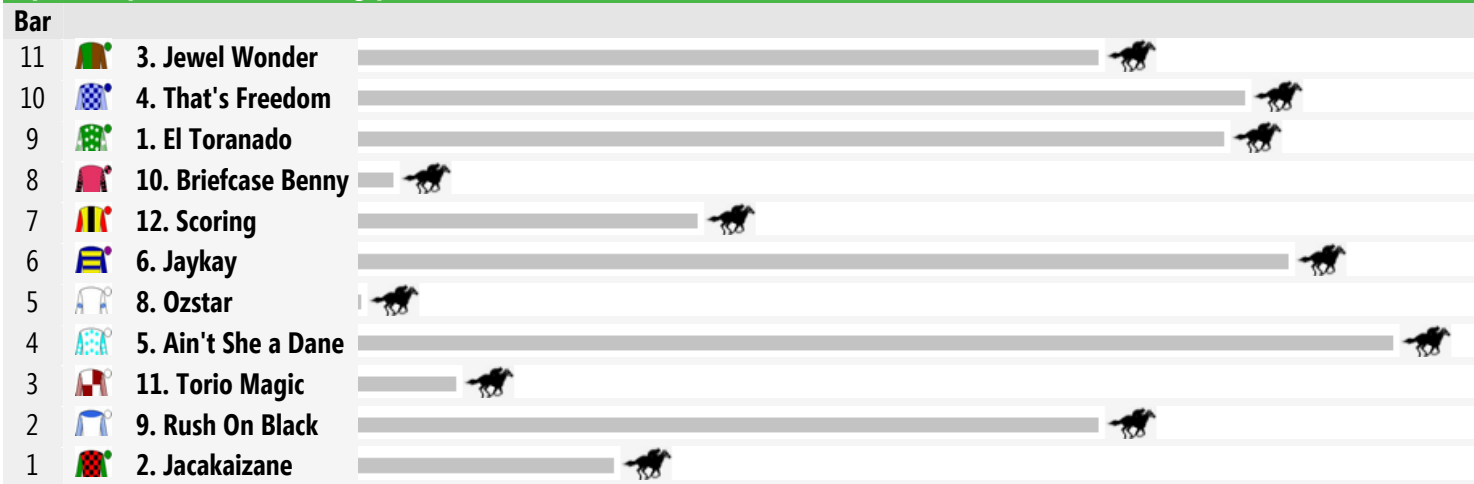 Bar
11 3. Jewel Wonder
10 4. That's Freedom
9 1. El Toranado
8 10. Briefcase Benny
7 12. Scoring
6 6. Jaykay
5 8. Ozstar
4 5. Ain't She a Dane
3 11. Torio Magic
2 9. Rush On Black
1 2. Jacakaizane